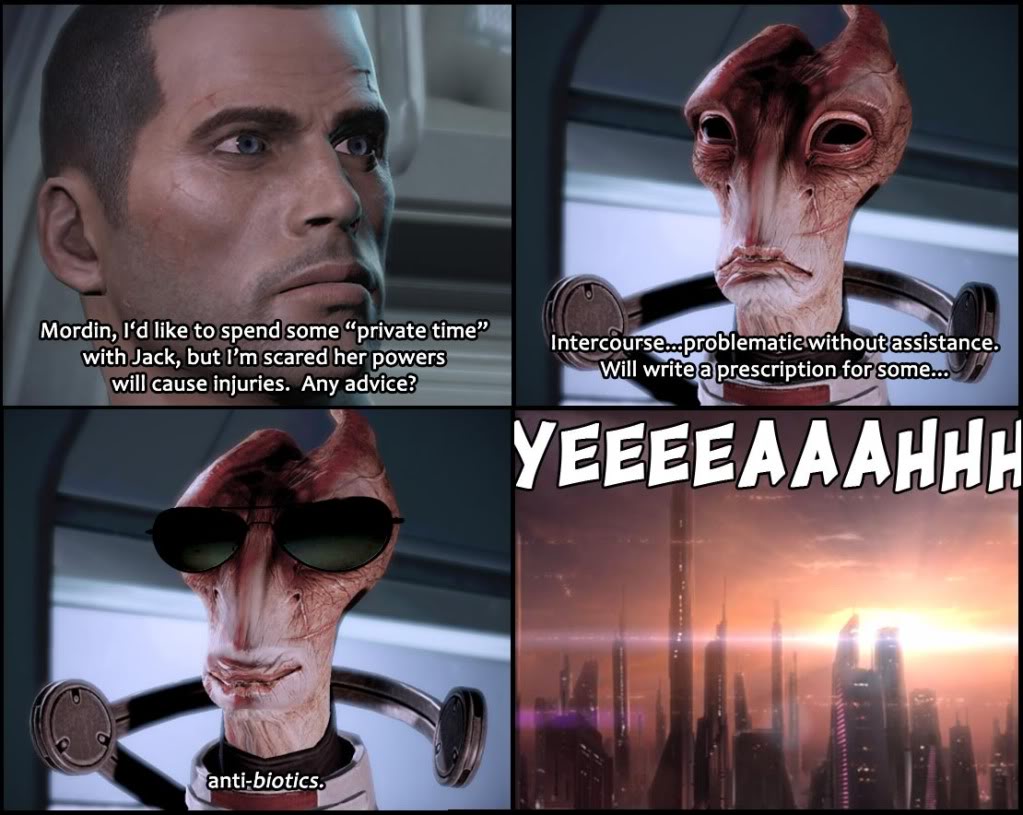 Mordin, I'd like to spend some “private time”
with Jack, but I'm scared her powers
will cause injuries.  Any advice?
Intercourse...problematic without assistance.
Will write a prescription for some...
anti-biotics.
YEEEEAAAHHH